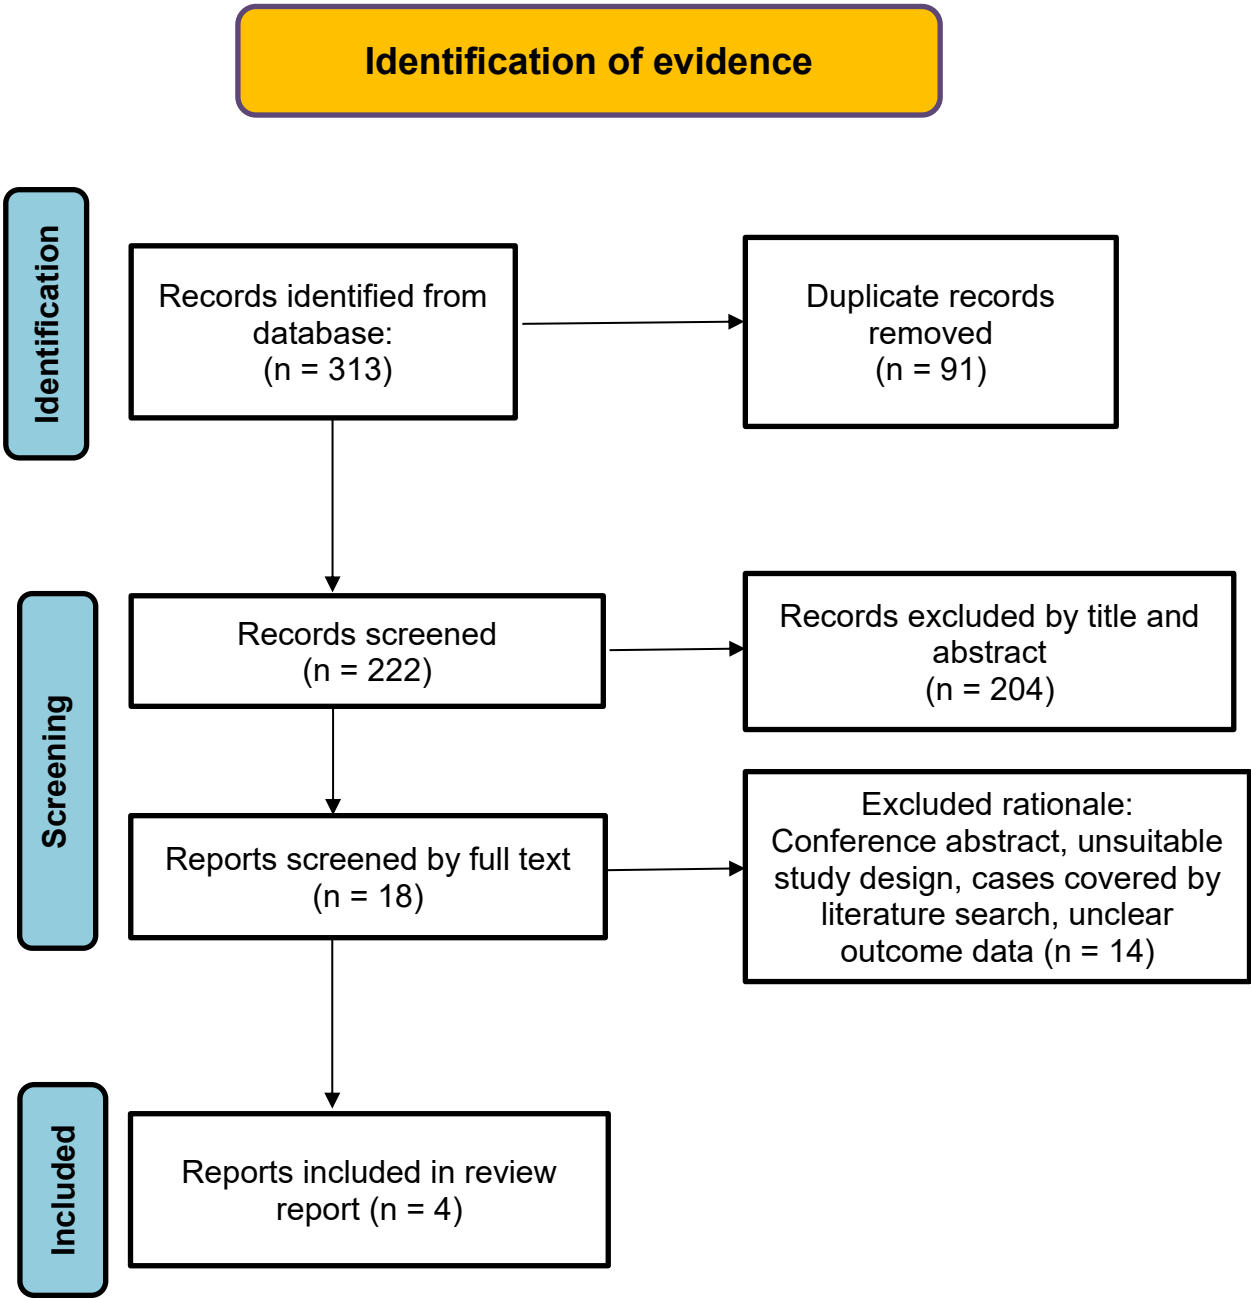 Identification of evidence
Identification
Records identified from
database:
(n = 313)
Duplicate records
removed
(n = 91)
Screening
Records screened
(n = 222)
Records excluded by title and
abstract
(n = 204)
Reports screened by full text
(n = 18)
Excluded rationale:
Conference abstract, unsuitable
study design, cases covered by
literature search, unclear
outcome data (n = 14)
Included
Reports included in review
report (n = 4)